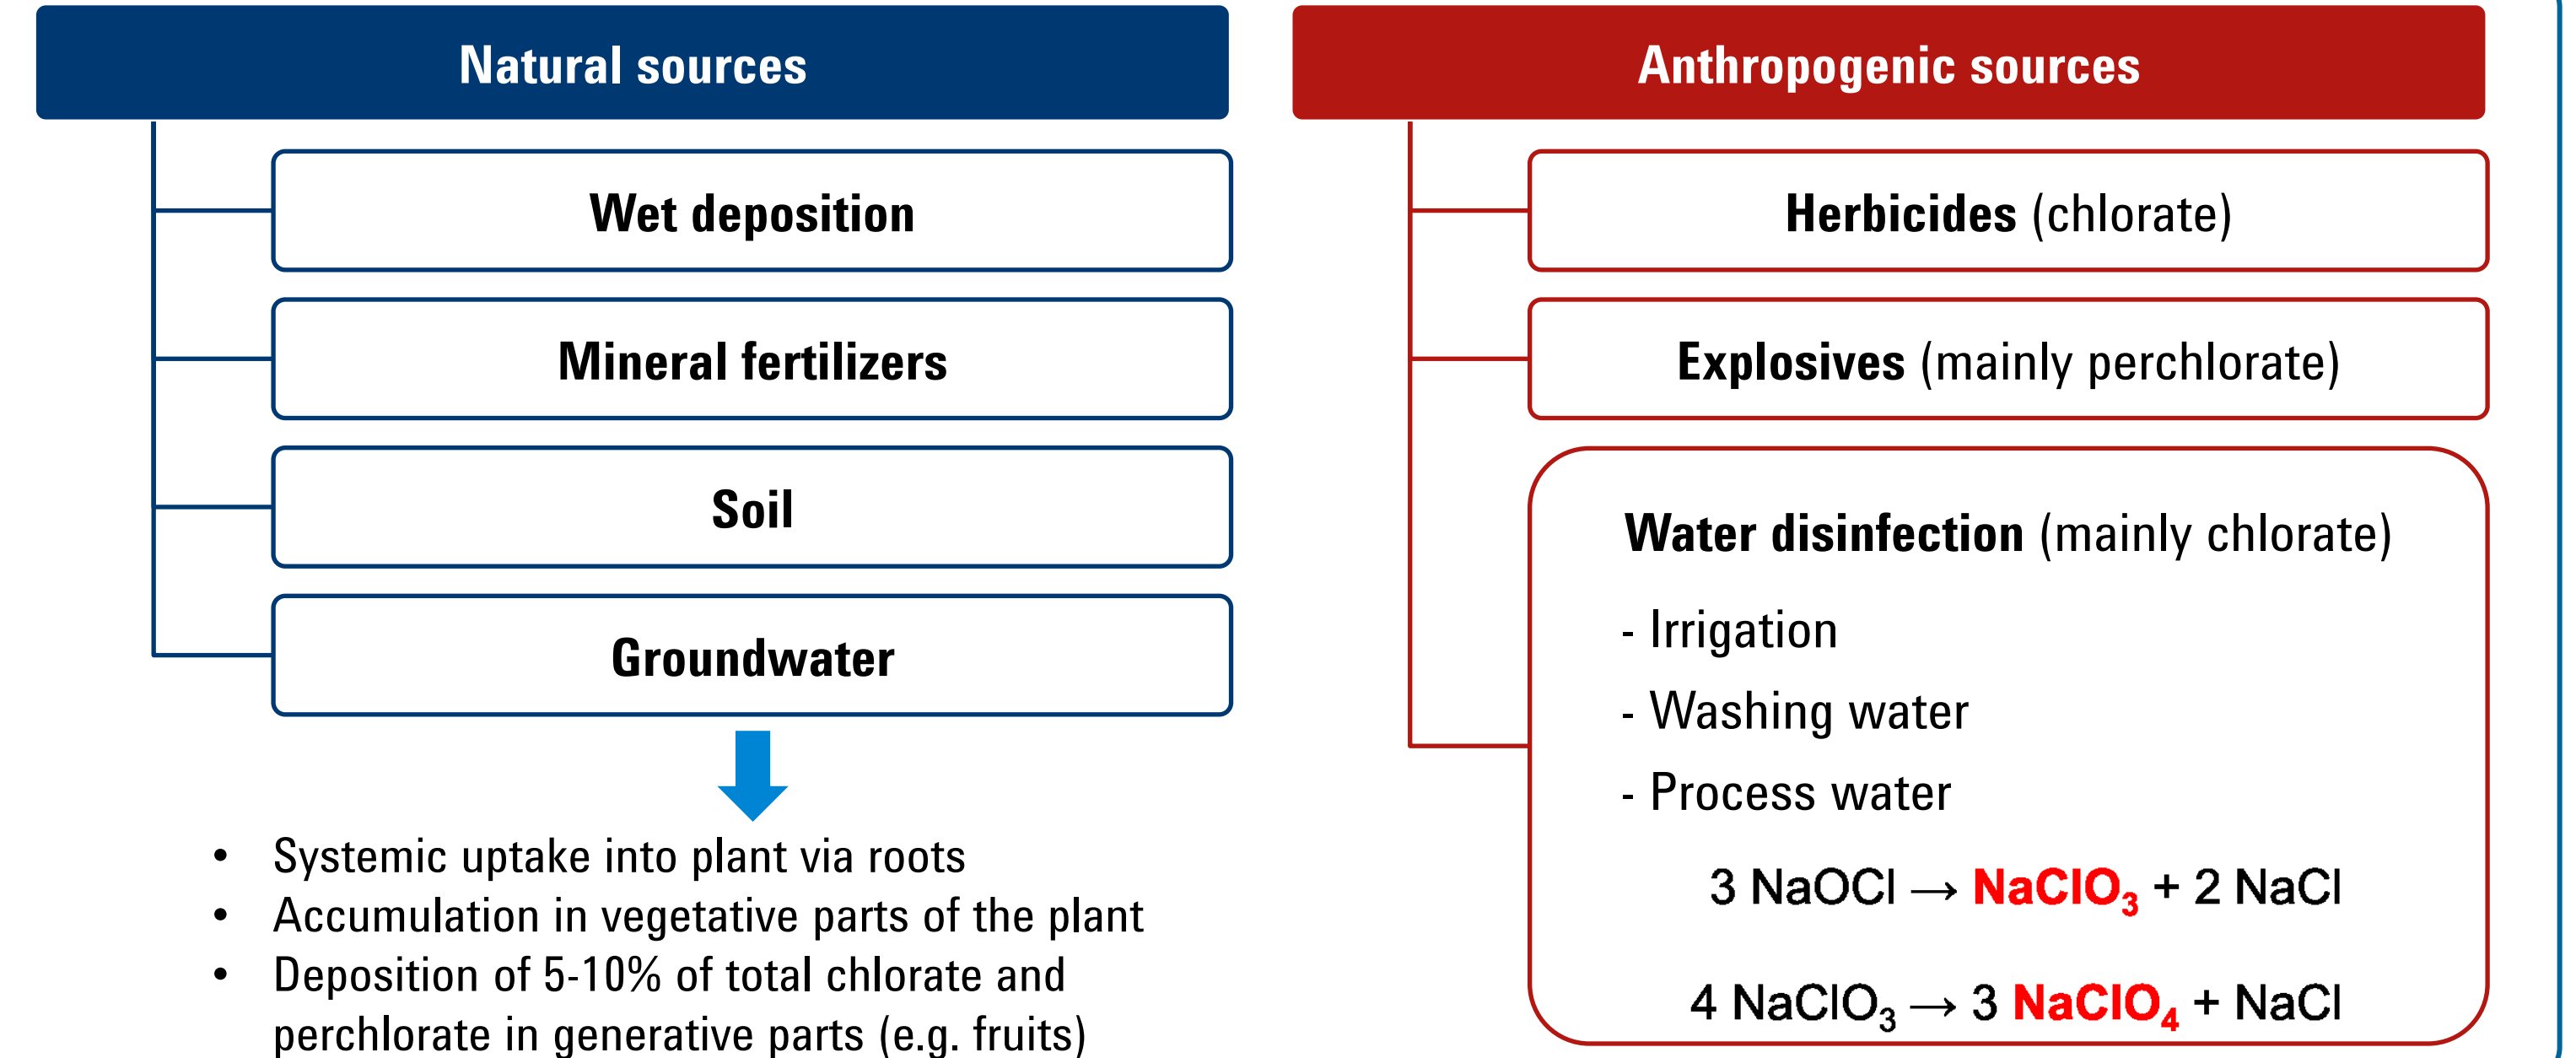 Natural sources
Wet deposition
Mineral fertilizers
Soil
Groundwater
• Systemic uptake into plant via roots
• Accumulation in vegetative parts of the plant
• Deposition of 5-10% of total chlorate and
perchlorate in generative parts (e.g. fruits)
Anthropogenic sources
Herbicides (chlorate)
Explosives (mainly perchlorate)
Water disinfection (mainly chlorate)
- Irrigation
- Washing water
- Process water
3 NaOCl → NaClO₃ + 2 NaCl
4 NaClO₃ → 3 NaClO₄ + NaCl